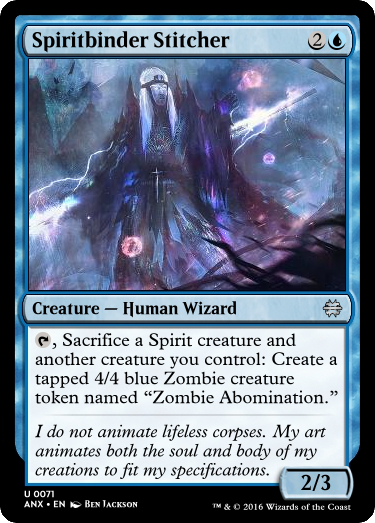 Spiritbinder Stitcher 2
Creature — Human Wizard
, Sacrifice a Spirit creature and
another creature you control: Create a
tapped 4/4 blue Zombie creature
token named “Zombie Abomination.”
I do not animate lifeless corpses. My art
animates both the soul and body of my
creations to fit my specifications.
2/3
U 0071
ANX • EN Ben Jackson
™ & © 2016 Wizards of the Coast